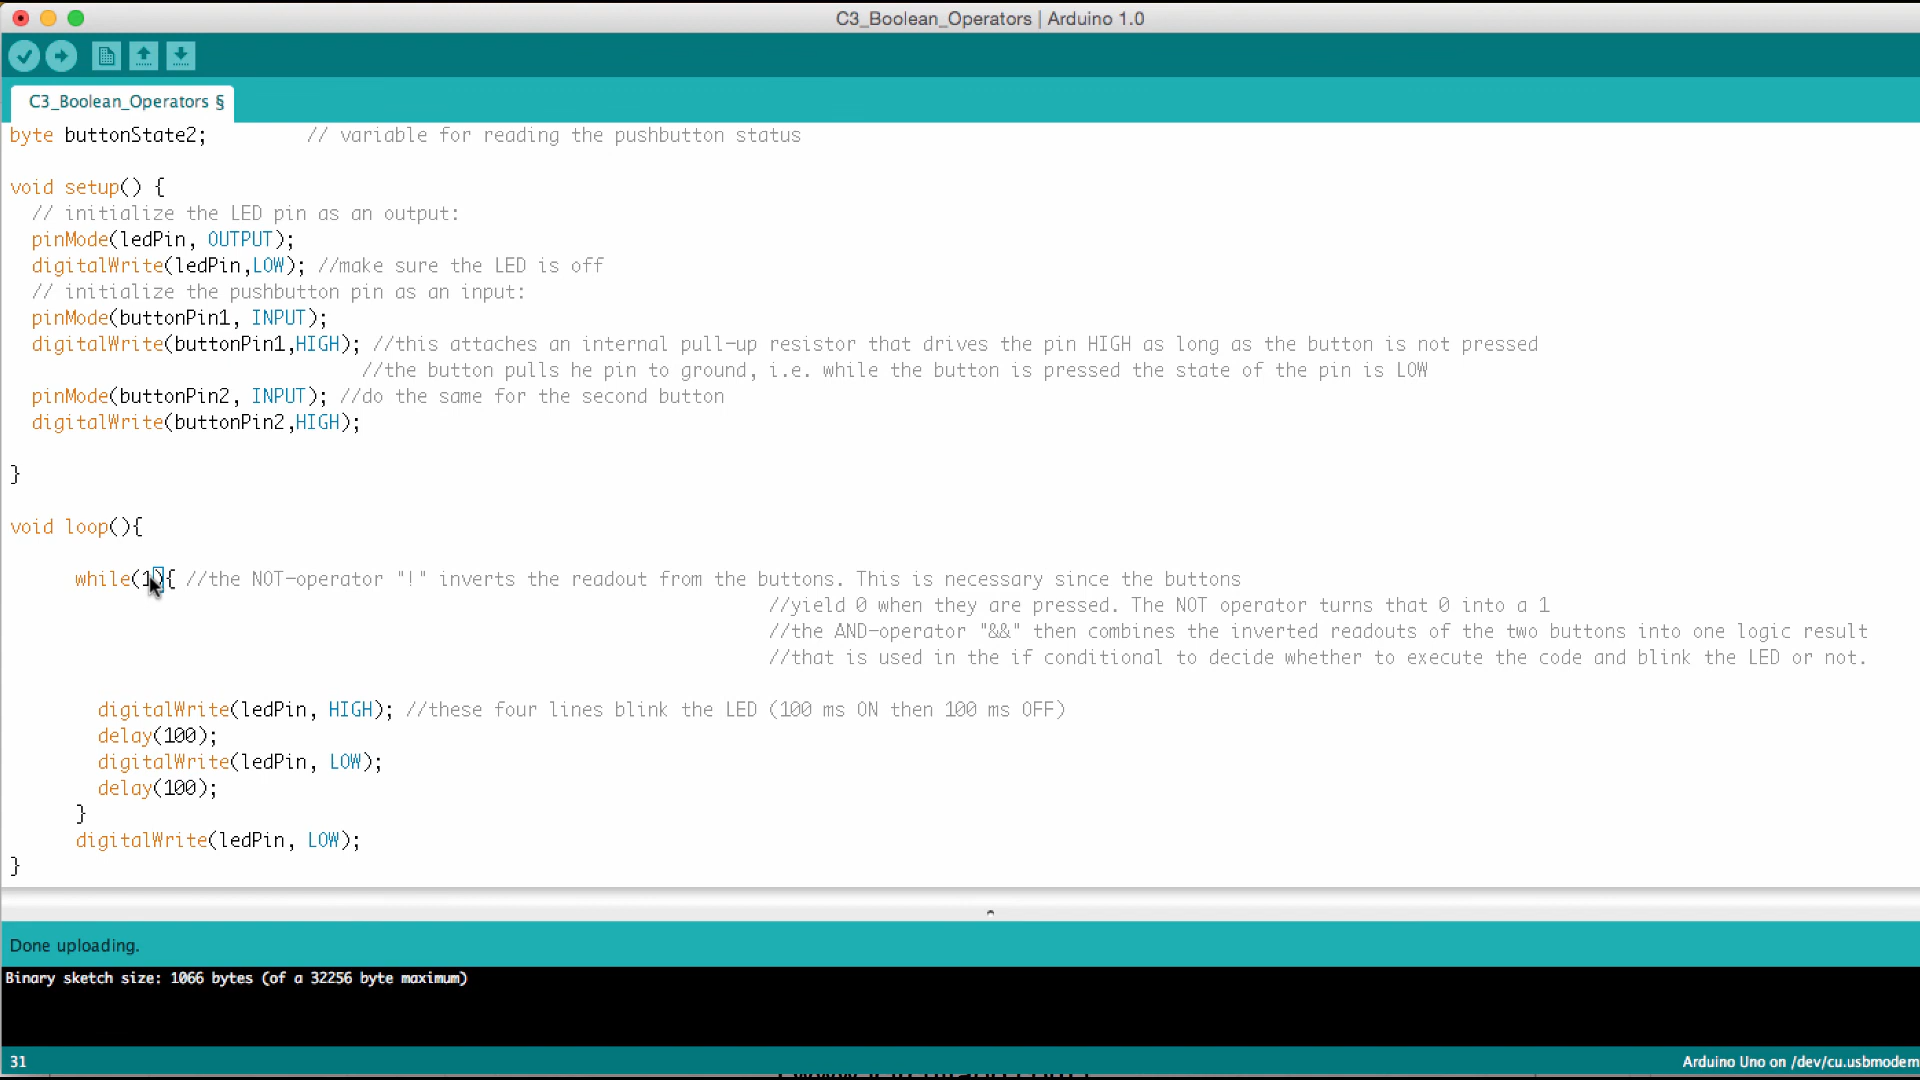 C3_Boolean_Operators | Arduino 1.0
C3_Boolean_Operators §
byte buttonState2;         // variable for reading the pushbutton status
void setup() {
// initialize the LED pin as an output:
pinMode(ledPin, OUTPUT);
digitalWrite(ledPin,LOW); //make sure the LED is off
// initialize the pushbutton pin as an input:
pinMode(buttonPin1, INPUT);
digitalWrite(buttonPin1,HIGH); //this attaches an internal pull-up resistor that drives the pin HIGH as long as the button is not pressed
//the button pulls he pin to ground, i.e. while the button is pressed the state of the pin is LOW
pinMode(buttonPin2, INPUT); //do the same for the second button
digitalWrite(buttonPin2,HIGH);
}
void loop(){
while(1){ //the NOT-operator "!" inverts the readout from the buttons. This is necessary since the buttons
//yield 0 when they are pressed. The NOT operator turns that 0 into a 1
//the AND-operator "&&" then combines the inverted readouts of the two buttons into one logic result
//that is used in the if conditional to decide whether to execute the code and blink the LED or not.
digitalWrite(ledPin, HIGH); //these four lines blink the LED (100 ms ON then 100 ms OFF)
delay(100);
digitalWrite(ledPin, LOW);
delay(100);
}
digitalWrite(ledPin, LOW);
}
Done uploading.
Binary sketch size: 1066 bytes (of a 32256 byte maximum)
31
Arduino Uno on /dev/cu.usbmodem